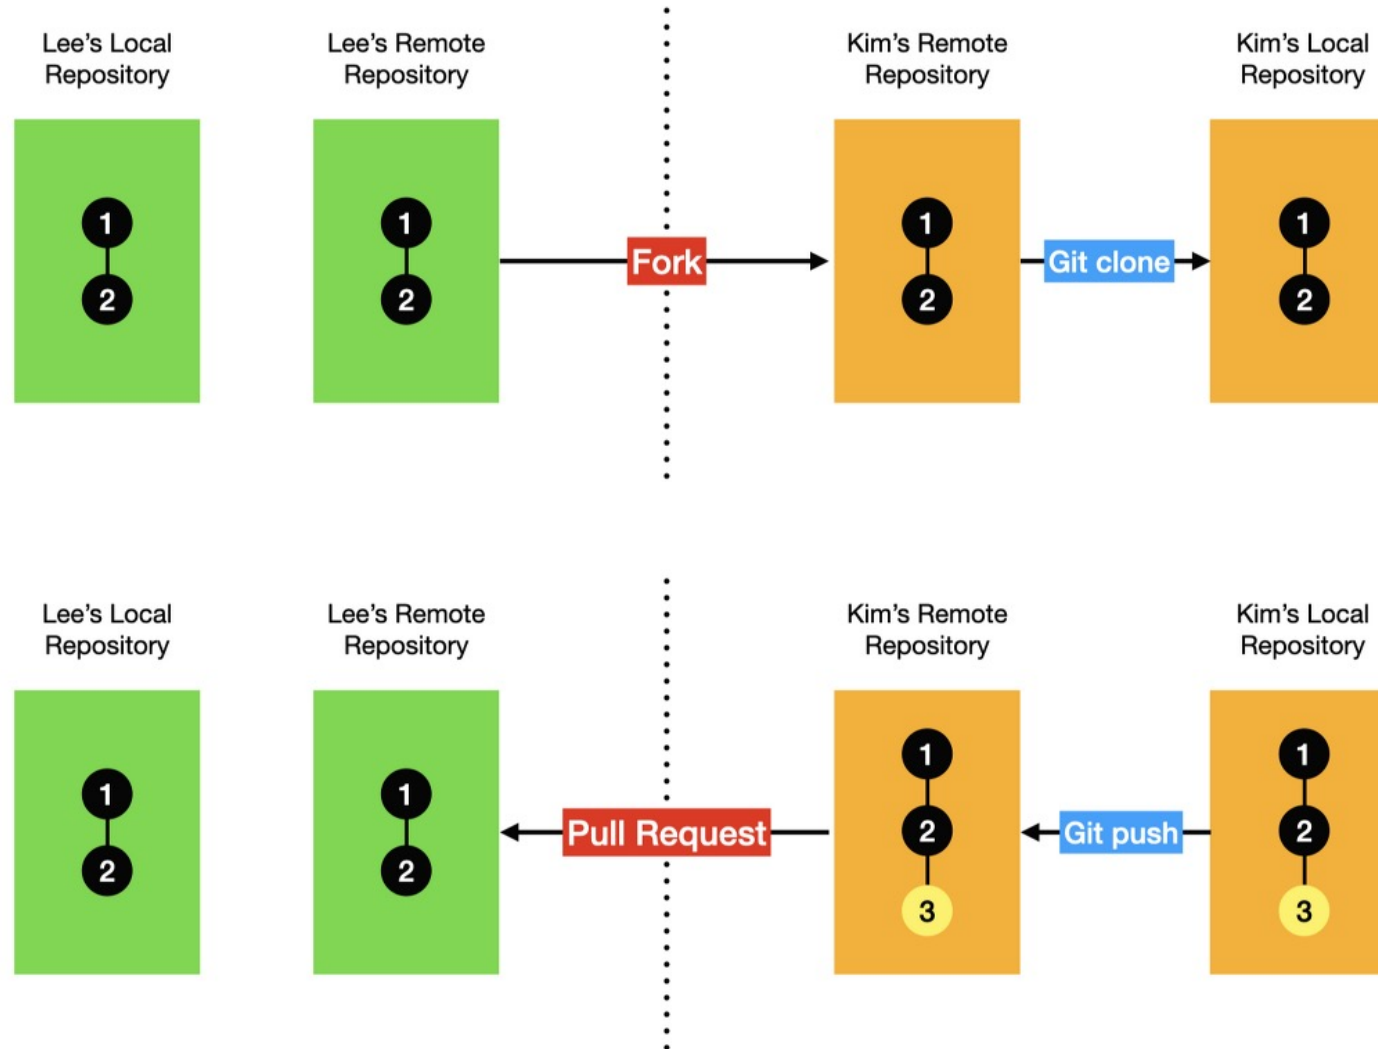 Lee's Local
Repository
Lee's Remote
Repository
Kim's Remote
Repository
Kim's Local
Repository
1
2
1
2
Fork
1
2
Git clone
1
2
Lee's Local
Repository
Lee's Remote
Repository
Kim's Remote
Repository
Kim's Local
Repository
1
2
1
2
Pull Request
1
2
3
Git push
1
2
3